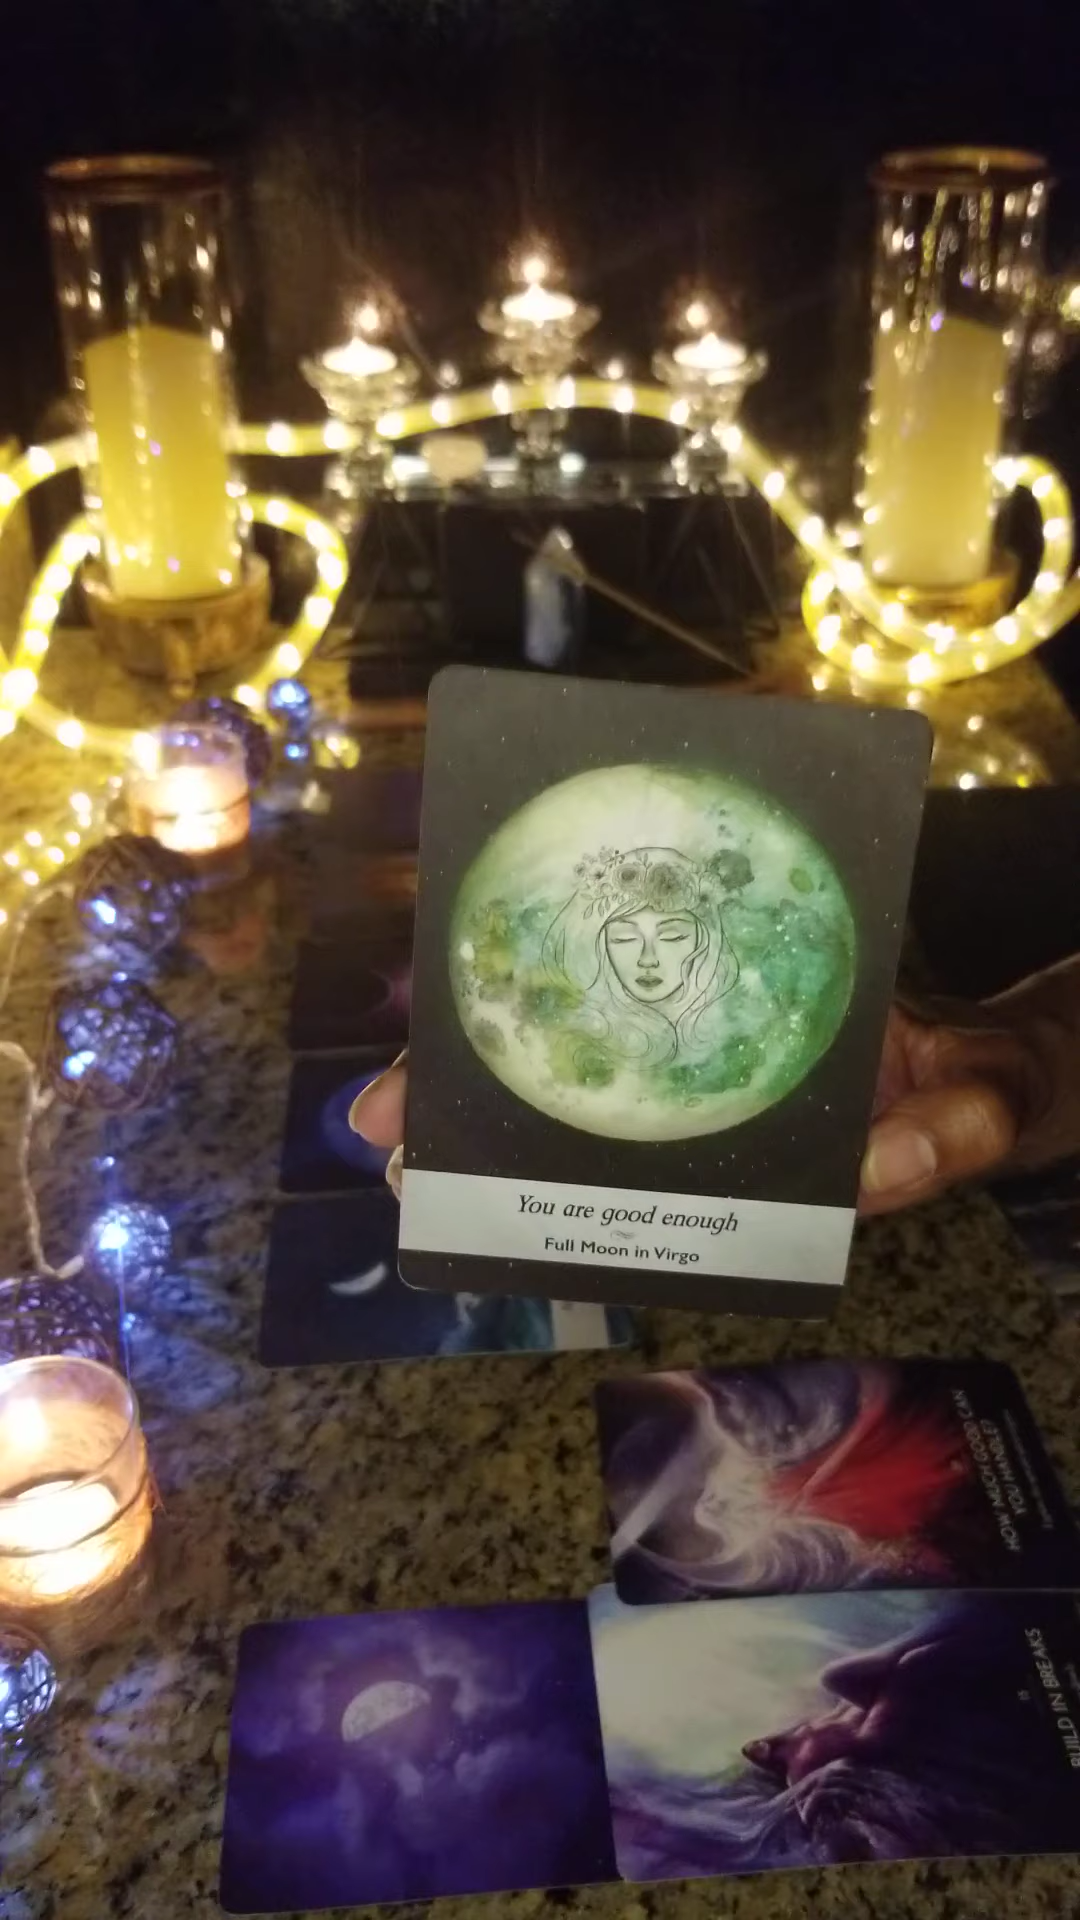 You are good enough
Full Moon in Virgo
HOW MUCH GOOD CAN
YOU HANDLE?
BUILD IN BREAKS